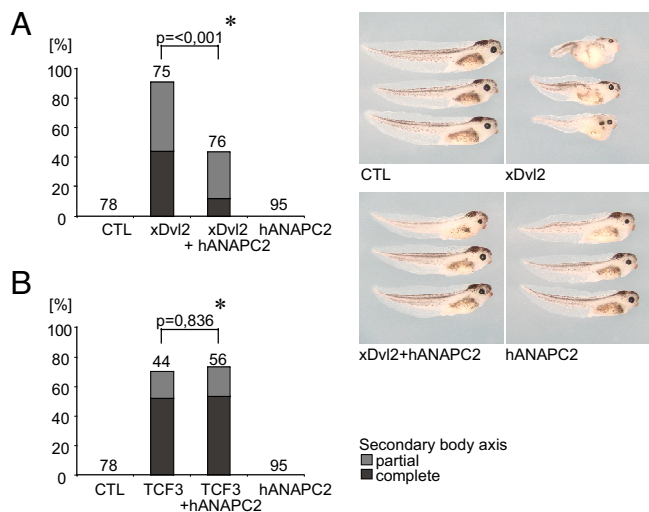 A
[%]
p=<0,001 *
100
80
60
40
20
0
78
75
76
95
CTL
xDvl2
xDvl2
+ hANAPC2
hANAPC2
CTL
xDvl2
xDvl2+hANAPC2
hANAPC2
B
[%]
p=0,836 *
100
80
60
40
20
0
78
44
56
95
CTL
TCF3
TCF3
+hANAPC2
hANAPC2
Secondary body axis
partial
complete